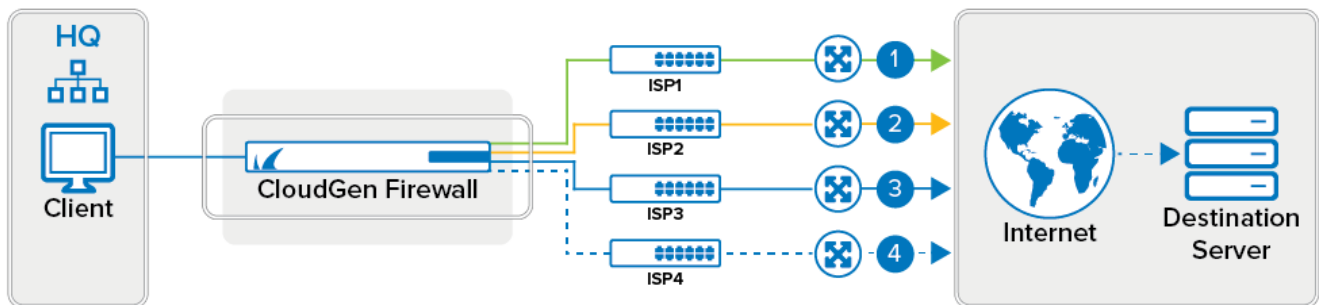 HQ
Client
CloudGen Firewall
ISP1
1
ISP2
2
ISP3
3
ISP4
4
Internet
Destination
Server